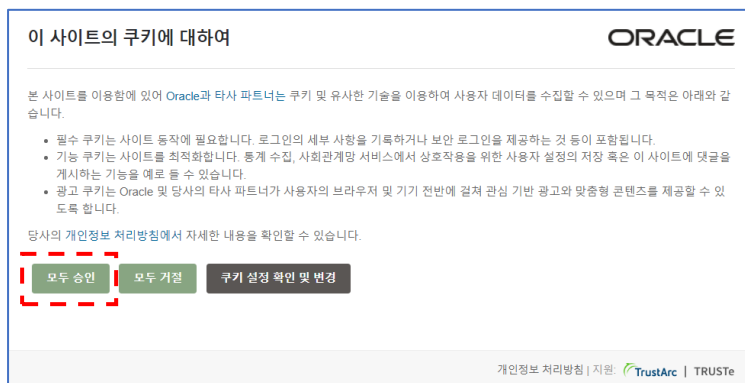 이 사이트의 쿠키에 대하여
ORACLE
본 사이트를 이용함에 있어 Oracle과 타사 파트너는 쿠키 및 유사한 기술을 이용하여 사용자 데이터를 수집할 수 있으며 그 목적은 아래와 같
습니다.
• 필수 쿠키는 사이트 동작에 필요합니다. 로그인의 세부 사항을 기록하거나 보안 로그인을 제공하는 것 등이 포함됩니다.
• 기능 쿠키는 사이트를 최적화합니다. 통계 수집, 사회관계망 서비스에서 상호작용을 위한 사용자 설정의 저장 혹은 이 사이트에 댓글을
게시하는 기능을 예로 들 수 있습니다.
• 광고 쿠키는 Oracle 및 당사의 타사 파트너가 사용자의 브라우저 및 기기 전반에 걸쳐 관심 기반 광고와 맞춤형 콘텐츠를 제공할 수 있
도록 합니다.
당사의 개인정보 처리방침에서 자세한 내용을 확인할 수 있습니다.
모두 승인 모두 거절 쿠키 설정 확인 및 변경
개인정보 처리방침 | 지원: TrustArc | TRUSTe